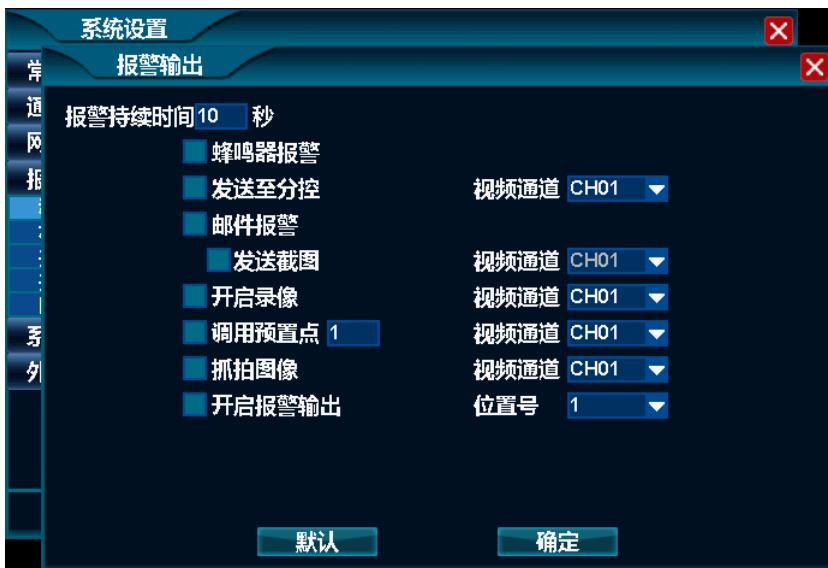 系统设置
报警输出
报警持续时间 10 秒
蜂鸣器报警
发送至分控 视频通道 CH01
邮件报警
发送截图 视频通道 CH01
开启录像 视频通道 CH01
调用预置点 1 视频通道 CH01
抓拍图像 视频通道 CH01
开启报警输出 位置号 1
默认 确定